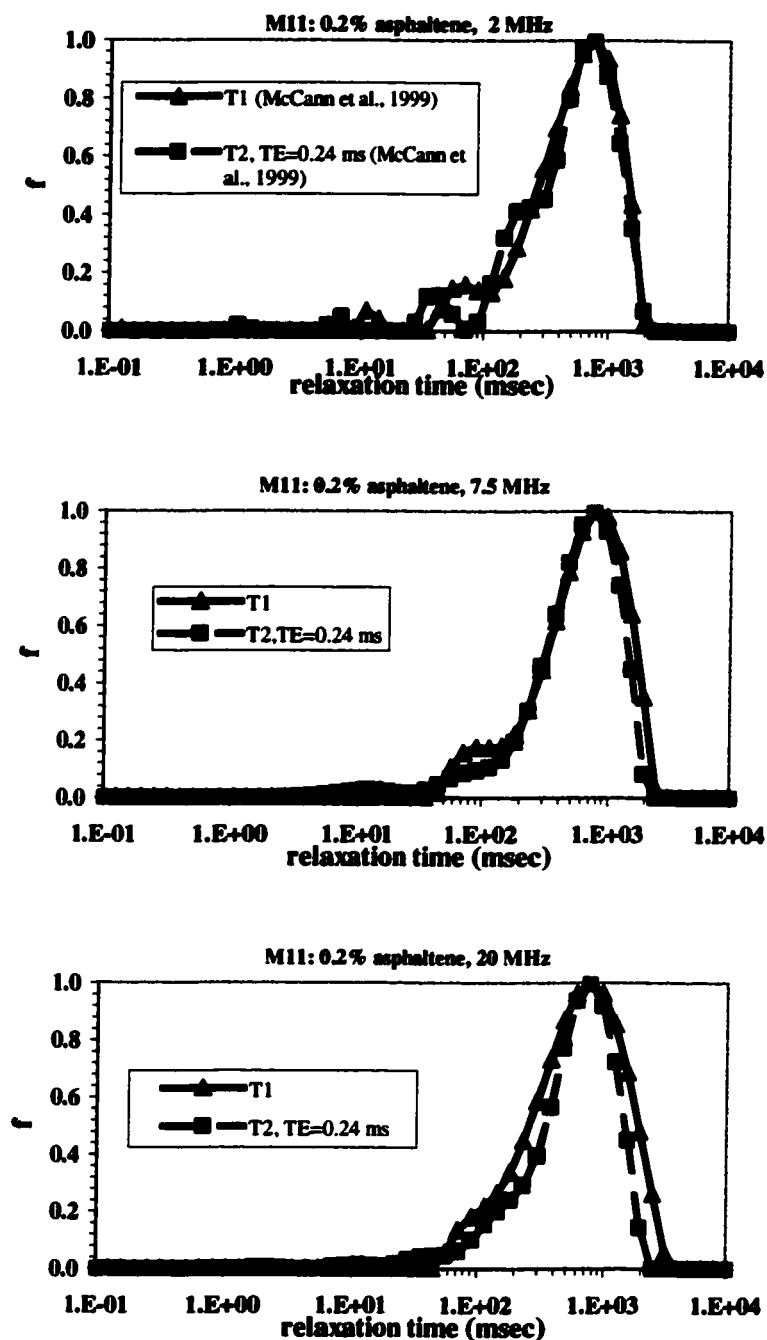 M11: 0.2% asphaltene, 2 MHz
1.0
0.8
0.6
0.4
0.2
0.0
f
T1 (McCann et al., 1999)
T2, TE=0.24 ms (McCann et
al., 1999)
1.E-01 1.E+00 1.E+01 1.E+02 1.E+03 1.E+04
relaxation time (msec)
M11: 0.2% asphaltene, 7.5 MHz
1.0
0.8
0.6
0.4
0.2
0.0
f
T1
T2,TE=0.24 ms
1.E-01 1.E+00 1.E+01 1.E+02 1.E+03 1.E+04
relaxation time (msec)
M11: 0.2% asphaltene, 20 MHz
1.0
0.8
0.6
0.4
0.2
0.0
f
T1
T2, TE=0.24 ms
1.E-01 1.E+00 1.E+01 1.E+02 1.E+03 1.E+04
relaxation time (msec)